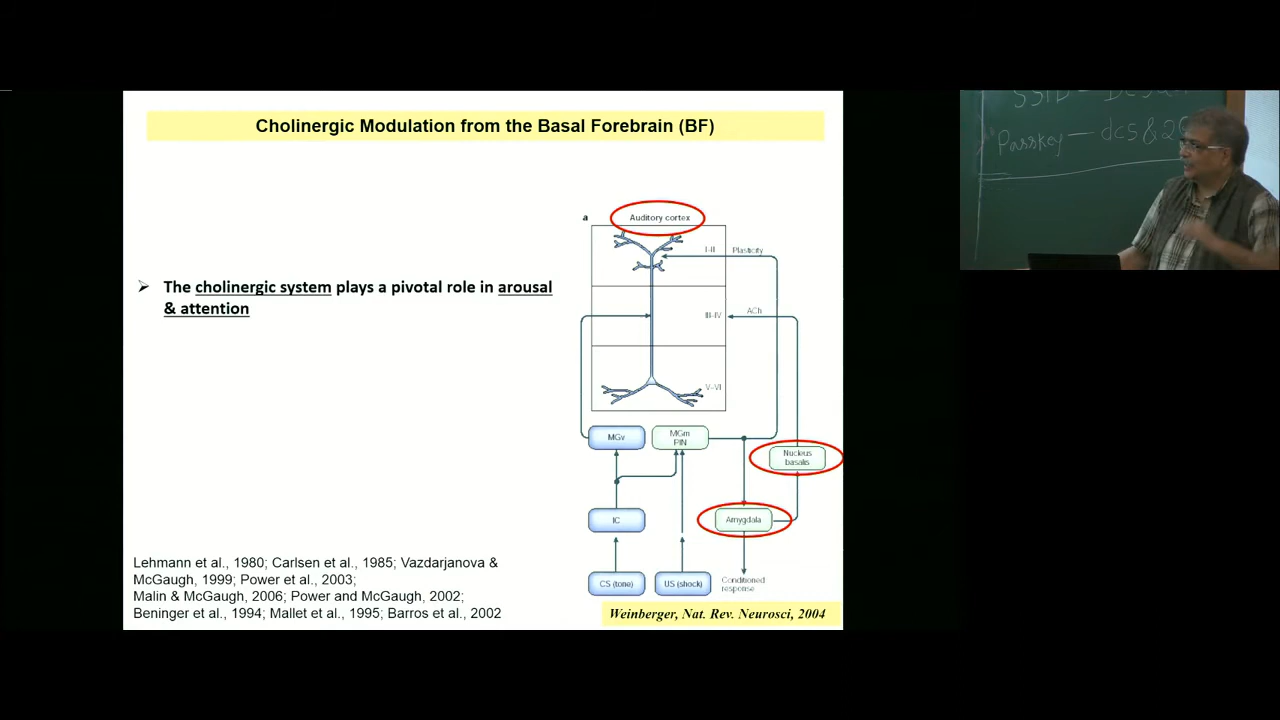 Cholinergic Modulation from the Basal Forebrain (BF)
➢ The cholinergic system plays a pivotal role in arousal
& attention
Lehmann et al., 1980; Carlsen et al., 1985; Vazdarjanova &
McGaugh, 1999; Power et al., 2003;
Malin & McGaugh, 2006; Power and McGaugh, 2002;
Beninger et al., 1994; Mallet et al., 1995; Barros et al., 2002
a
Auditory cortex
I–II
Plasticity
III–IV
ACh
V–VI
MGv
MGm
PIN
Nucleus
basalis
IC
Amygdala
CS (tone)
US (shock)
Conditioned
response
Weinberger, Nat. Rev. Neurosci, 2004
SSID —
Passkey — dcs&2